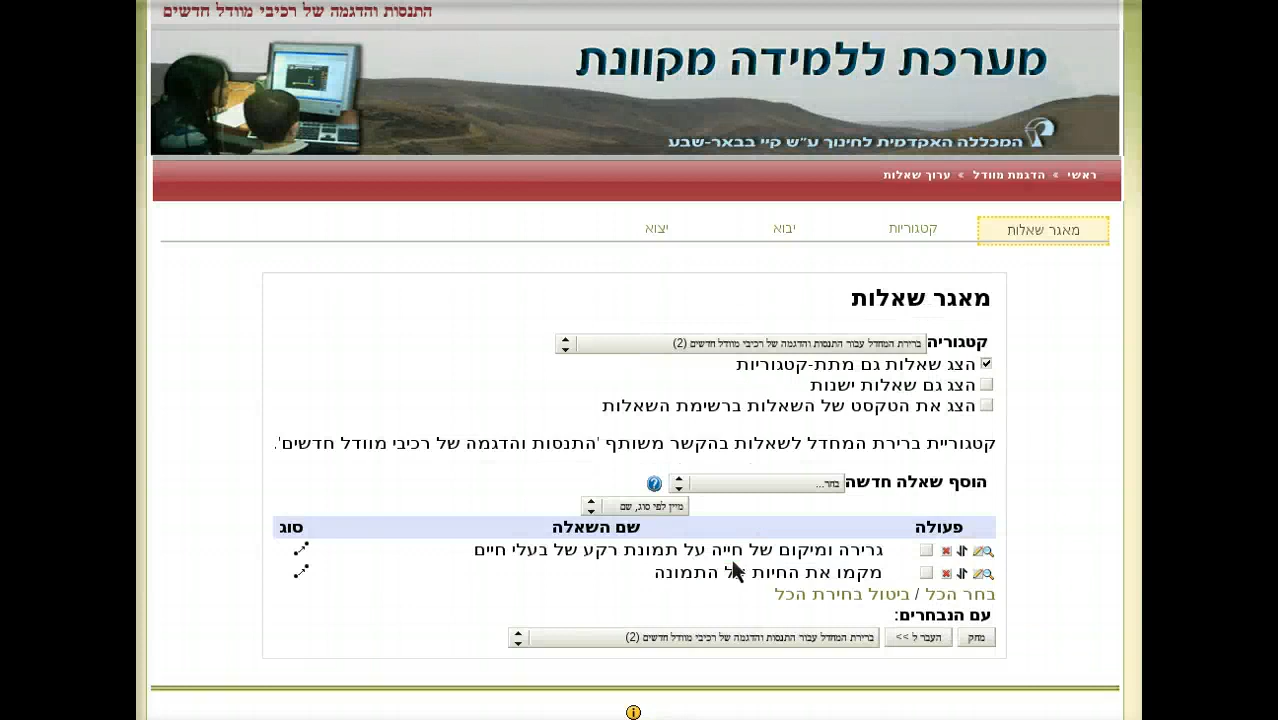 התנסות והדגמה של רכיבי מוודל חדשים
מערכת ללמידה מקוונת
המכללה האקדמית לחינוך ע"ש קיי בבאר-שבע
ראשי » הדגמת מוודל » ערוך שאלות
מאגר שאלות קטגוריות יבוא יצוא
מאגר שאלות
קטגוריה ברירת המחדל עבור התנסות והדגמה של רכיבי מוודל חדשים (2)
הצג שאלות גם מתת-קטגוריות
הצג גם שאלות ישנות
הצג את הטקסט של השאלות ברשימת השאלות
קטגוריית ברירת המחדל לשאלות בהקשר משותף 'התנסות והדגמה של רכיבי מוודל חדשים'.
הוסף שאלה חדשה בחר...
מיין לפי סוג, שם
פעולה שם השאלה סוג
גרירה ומיקום של חייה על תמונת רקע של בעלי חיים
מקמו את החיות התמונה
בחר הכל / ביטול בחירת הכל
עם הנבחרים:
מחק העבר ל >> ברירת המחדל עבור התנסות והדגמה של רכיבי מוודל חדשים (2)